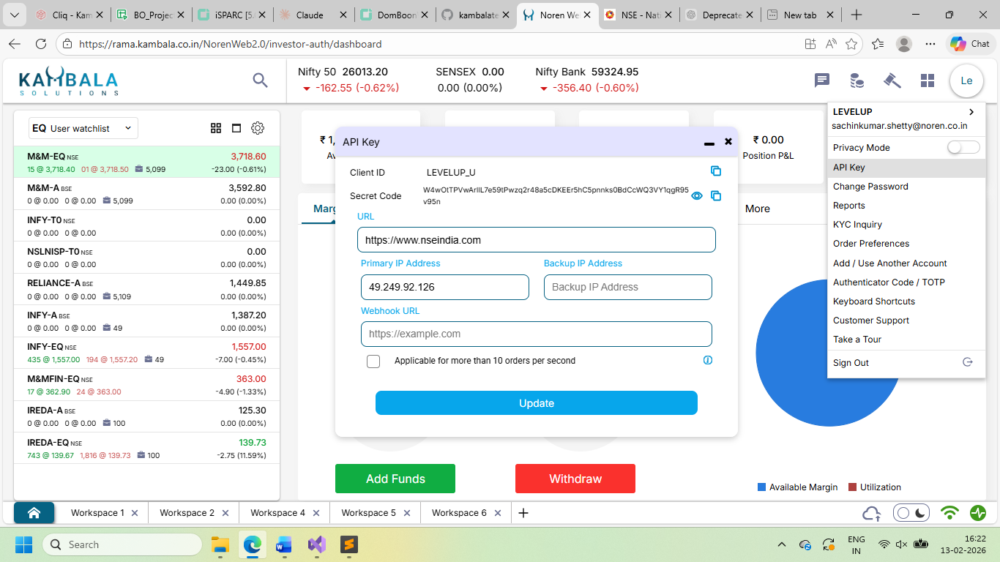 Cliq - Kam
BO_Projec
iSPARC [5.
Claude
DomBoon
kambalate
Noren We
NSE - Nati
Deprecate
New tab
https://rama.kambala.co.in/NorenWeb2.0/investor-auth/dashboard
Chat
KAMBALA
SOLUTIONS
Nifty 50 26013.20
-162.55 (-0.62%)
SENSEX 0.00
0.00 (0.00%)
Nifty Bank 59324.95
-356.40 (-0.60%)
Le
EQ User watchlist
M&M-EQ NSE 3,718.60
15 @ 3,718.40 01 @ 3,718.50 5,099 -23.00 (-0.61%)
M&M-A BSE 3,592.80
0 @ 0.00 0 @ 0.00 5,099 0.00 (0.00%)
INFY-T0 NSE 0.00
0 @ 0.00 0 @ 0.00 0.00 (0.00%)
NSLNISP-T0 NSE 0.00
0 @ 0.00 0 @ 0.00 0.00 (0.00%)
RELIANCE-A BSE 1,449.85
0 @ 0.00 0 @ 0.00 5,109 0.00 (0.00%)
INFY-A BSE 1,387.20
0 @ 0.00 0 @ 0.00 49 0.00 (0.00%)
INFY-EQ NSE 1,557.00
435 @ 1,557.00 194 @ 1,557.20 49 -7.00 (-0.45%)
M&MFIN-EQ NSE 363.00
17 @ 362.90 24 @ 363.00 -4.90 (-1.33%)
IREDA-A BSE 125.30
0 @ 0.00 0 @ 0.00 100 0.00 (0.00%)
IREDA-EQ NSE 139.73
743 @ 139.67 1,816 @ 139.73 100 -2.75 (11.59%)
₹ 1,
Av
₹ 0.00
Position P&L
Marg
More
API Key
Client ID LEVELUP_U
Secret Code W4wOtTPVwArllL7e59tPwzq2r48a5cDKEEr5hC5pnnks0BdCcWQ3VY1qgR95
v95n
URL
https://www.nseindia.com
Primary IP Address Backup IP Address
49.249.92.126 Backup IP Address
Webhook URL
https://example.com
Applicable for more than 10 orders per second
Update
Add Funds
Withdraw
Available Margin Utilization
LEVELUP
sachinkumar.shetty@noren.co.in
Privacy Mode
API Key
Change Password
Reports
KYC Inquiry
Order Preferences
Add / Use Another Account
Authenticator Code / TOTP
Keyboard Shortcuts
Customer Support
Take a Tour
Sign Out
Workspace 1
Workspace 2
Workspace 4
Workspace 5
Workspace 6
Search
ENG
IN
16:22
13-02-2026